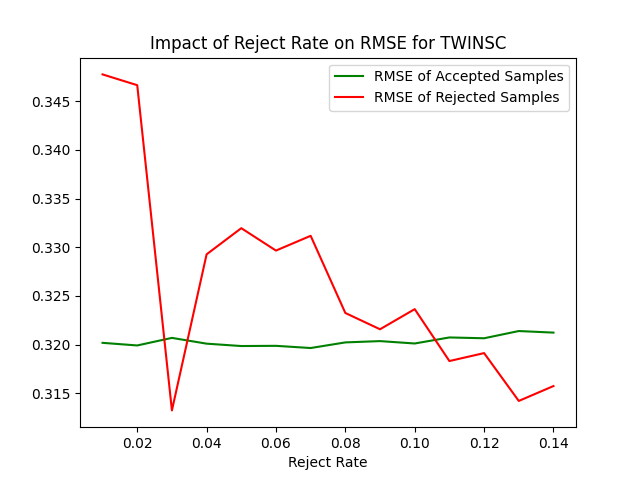 Impact of Reject Rate on RMSE for TWINSC
RMSE of Accepted Samples
RMSE of Rejected Samples
0.345
0.340
0.335
0.330
0.325
0.320
0.315
0.02 0.04 0.06 0.08 0.10 0.12 0.14
Reject Rate